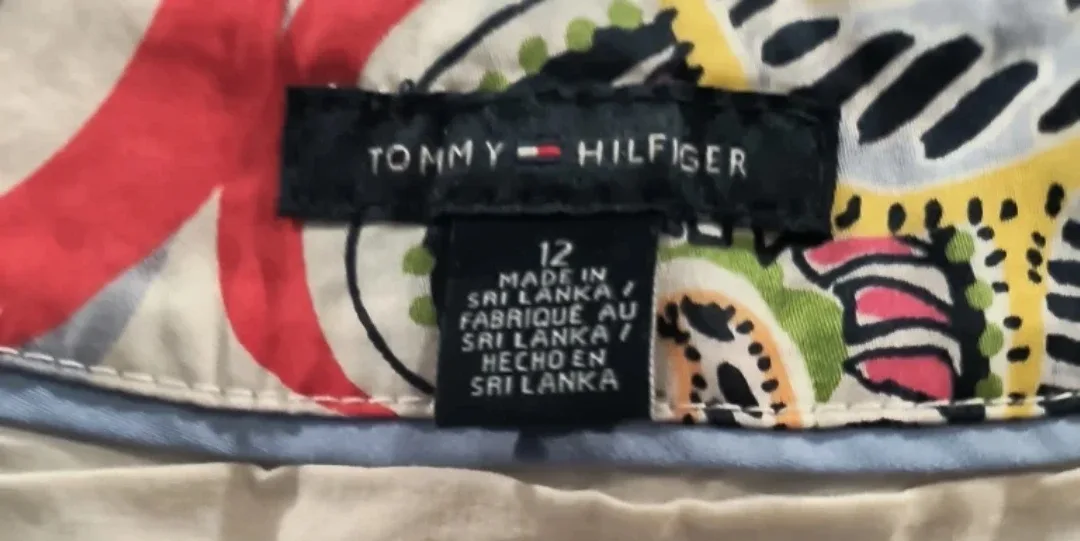 TOMMY HILFIGER
12
MADE IN
SRI LANKA /
FABRIQUÉ AU
SRI LANKA /
HECHO EN
SRI LANKA